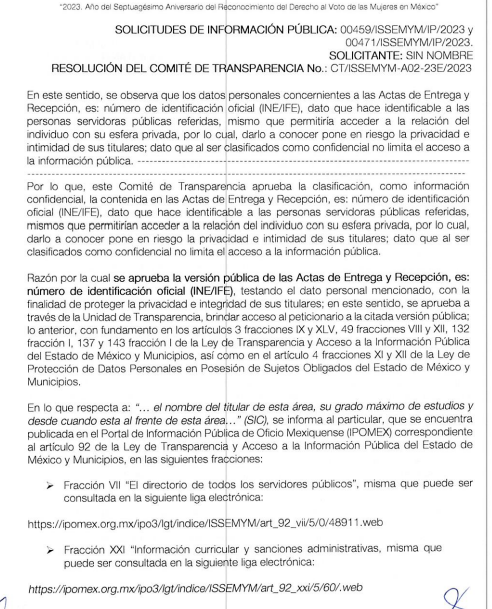 "2023. Año del Septuagésimo Aniversario del Reconocimiento del Derecho al Voto de las Mujeres en México"
SOLICITUDES DE INFORMACIÓN PÚBLICA: 00459/ISSEMYM/IP/2023 y
00471/ISSEMYM/IP/2023.
SOLICITANTE: SIN NOMBRE
RESOLUCIÓN DEL COMITÉ DE TRANSPARENCIA No.: CT/ISSEMYM-A02-23E/2023
En este sentido, se observa que los datos personales concernientes a las Actas de Entrega y
Recepción, es: número de identificación oficial (INE/IFE), dato que hace identificable a las
personas servidoras públicas referidas, mismo que permitiría acceder a la relación del
individuo con su esfera privada, por lo cual, darlo a conocer pone en riesgo la privacidad e
intimidad de sus titulares; dato que al ser clasificados como confidencial no limita el acceso a
la información pública. ------------------------------------------------------------------------
------------------------------------------------------------------------------------------------
Por lo que, este Comité de Transparencia aprueba la clasificación, como información
confidencial, la contenida en las Actas de Entrega y Recepción, es: número de identificación
oficial (INE/IFE), dato que hace identificable a las personas servidoras públicas referidas,
mismos que permitirían acceder a la relación del individuo con su esfera privada, por lo cual,
darlo a conocer pone en riesgo la privacidad e intimidad de sus titulares; dato que al ser
clasificados como confidencial no limita el acceso a la información pública.
Razón por la cual se aprueba la versión pública de las Actas de Entrega y Recepción, es:
número de identificación oficial (INE/IFE), testando el dato personal mencionado, con la
finalidad de proteger la privacidad e integridad de sus titulares; en este sentido, se aprueba a
través de la Unidad de Transparencia, brindar acceso al peticionario a la citada versión pública;
lo anterior, con fundamento en los artículos 3 fracciones IX y XLV, 49 fracciones VIII y XII, 132
fracción I, 137 y 143 fracción I de la Ley de Transparencia y Acceso a la Información Pública
del Estado de México y Municipios, así como en el artículo 4 fracciones XI y XII de la Ley de
Protección de Datos Personales en Posesión de Sujetos Obligados del Estado de México y
Municipios.
En lo que respecta a: "... el nombre del titular de esta área, su grado máximo de estudios y
desde cuando esta al frente de esta área..." (SIC), se informa al particular, que se encuentra
publicada en el Portal de Información Pública de Oficio Mexiquense (IPOMEX) correspondiente
al artículo 92 de la Ley de Transparencia y Acceso a la Información Pública del Estado de
México y Municipios, en las siguientes fracciones:
➢ Fracción VII "El directorio de todos los servidores públicos", misma que puede ser
consultada en la siguiente liga electrónica:
https://ipomex.org.mx/ipo3/lgt/indice/ISSEMYM/art_92_vii/5/0/48911.web
➢ Fracción XXI "Información curricular y sanciones administrativas, misma que
puede ser consultada en la siguiente liga electrónica:
https://ipomex.org.mx/ipo3/lgt/indice/ISSEMYM/art_92_xxi/5/60/.web